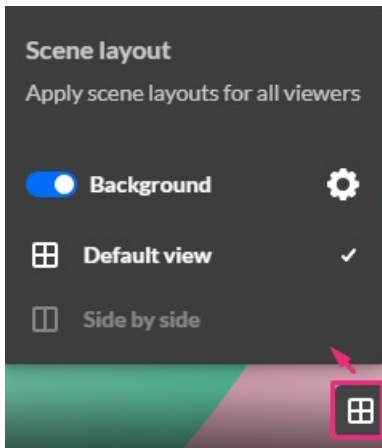 Scene layout
Apply scene layouts for all viewers
Background
Default view
Side by side